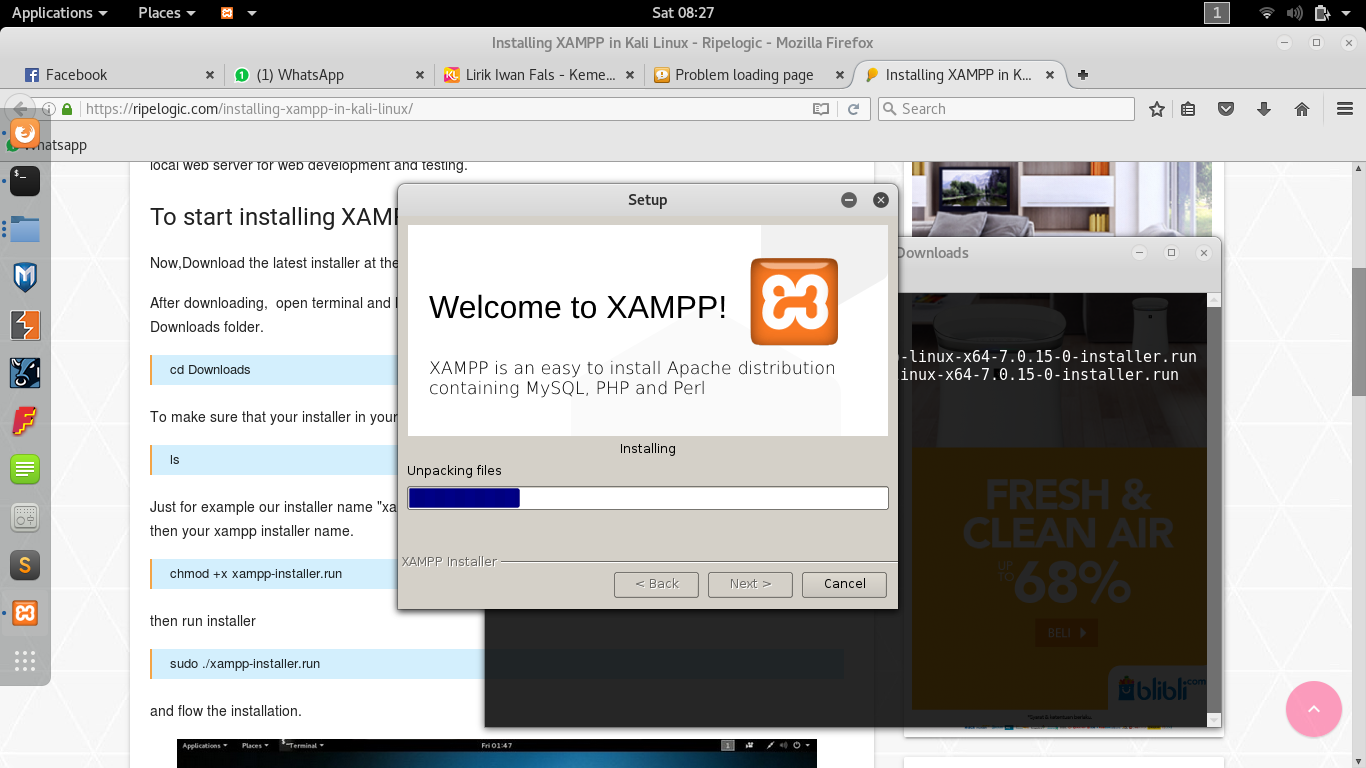 Applications Places Sat 08:27 1
Installing XAMPP in Kali Linux - Ripelogic - Mozilla Firefox
Facebook (1) WhatsApp Lirik Iwan Fals - Keme... Problem loading page Installing XAMPP in K...
https://ripelogic.com/installing-xampp-in-kali-linux/ Search
Whatsapp
local web server for web development and testing.
Setup
To start installing XAMP
Downloads
Now,Download the latest installer at the
Welcome to XAMPP!
After downloading, open terminal and
Downloads folder.
XAMPP is an easy to install Apache distribution
containing MySQL, PHP and Perl
-linux-x64-7.0.15-0-installer.run
inux-x64-7.0.15-0-installer.run
cd Downloads
To make sure that your installer in your
Installing
Unpacking files
ls
Just for example our installer name "xa
then your xampp installer name.
XAMPP Installer
< Back Next > Cancel
chmod +x xampp-installer.run
then run installer
sudo ./xampp-installer.run
and flow the installation.
FRESH &
CLEAN AIR
UP TO 68%
BELI
blibli.com
Applications Places Terminal Fri 01:47 1